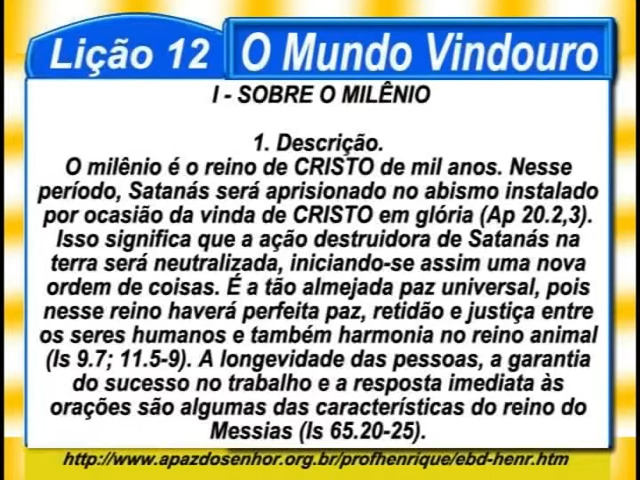 Lição 12
O Mundo Vindouro
I - SOBRE O MILÊNIO
1. Descrição.
O milênio é o reino de CRISTO de mil anos. Nesse
período, Satanás será aprisionado no abismo instalado
por ocasião da vinda de CRISTO em glória (Ap 20.2,3).
Isso significa que a ação destruidora de Satanás na
terra será neutralizada, iniciando-se assim uma nova
ordem de coisas. É a tão almejada paz universal, pois
nesse reino haverá perfeita paz, retidão e justiça entre
os seres humanos e também harmonia no reino animal
(Is 9.7; 11.5-9). A longevidade das pessoas, a garantia
do sucesso no trabalho e a resposta imediata às
orações são algumas das características do reino do
Messias (Is 65.20-25).
http://www.apazdosenhor.org.br/profhenrique/ebd-henr.htm